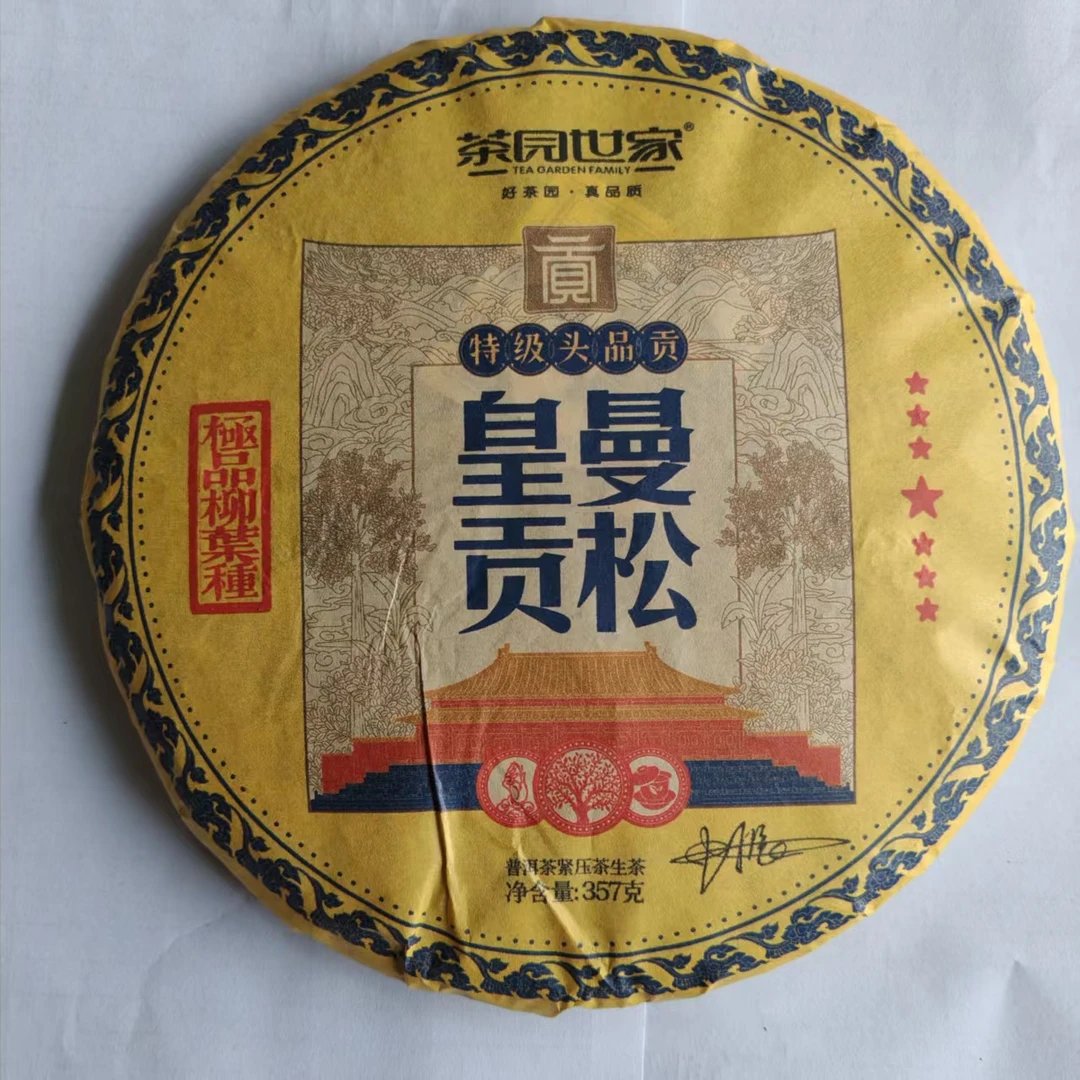 茶园世家®
TEA GARDEN FAMILY
好茶园·真品质
貢
特级头品贡
曼松
皇贡
極品柳葉種
普洱茶紧压茶生茶
净含量:357克